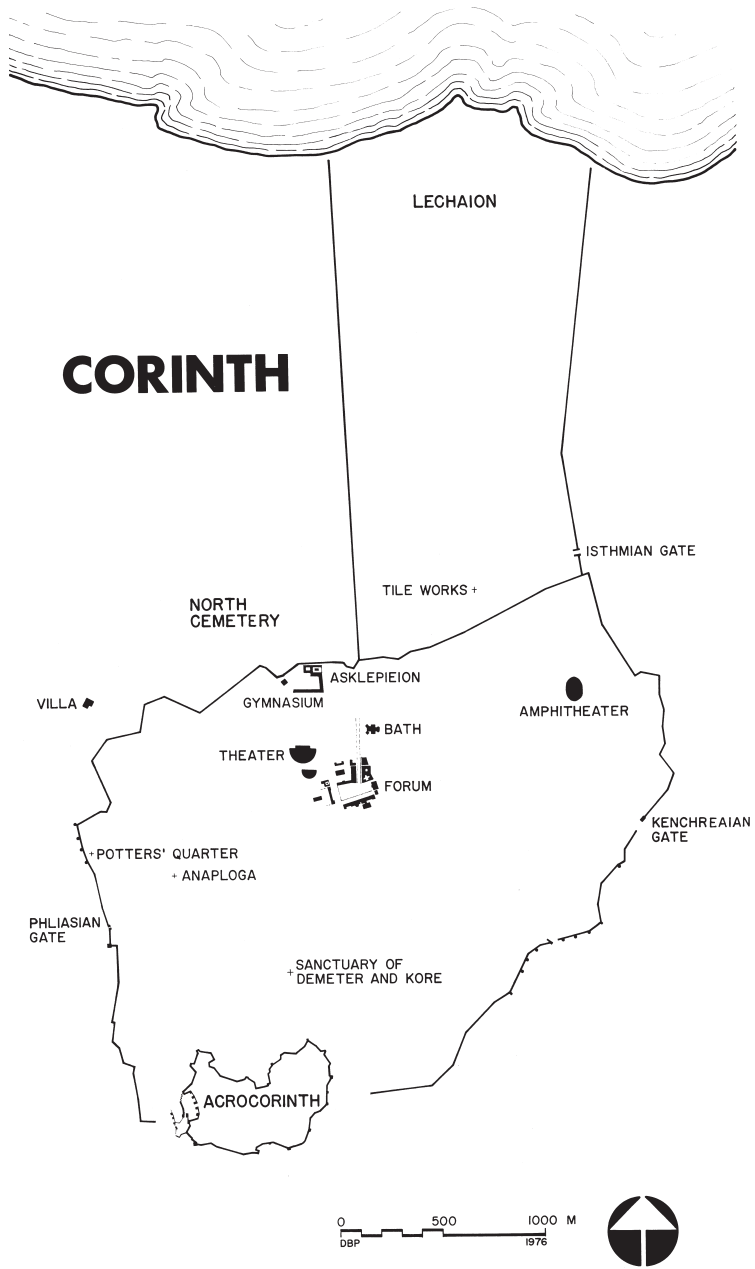 LECHAION
CORINTH
ISTHMIAN GATE
TILE WORKS+
NORTH
CEMETERY
ASKLEPIEION
GYMNASIUM
VILLA
AMPHITHEATER
BATH
THEATER
FORUM
KENCHREAIAN
GATE
+POTTERS' QUARTER
+ ANAPLOGA
PHLIASIAN
GATE
+SANCTUARY OF
DEMETER AND KORE
ACROCORINTH
0 500 1000 M
DBP 1976